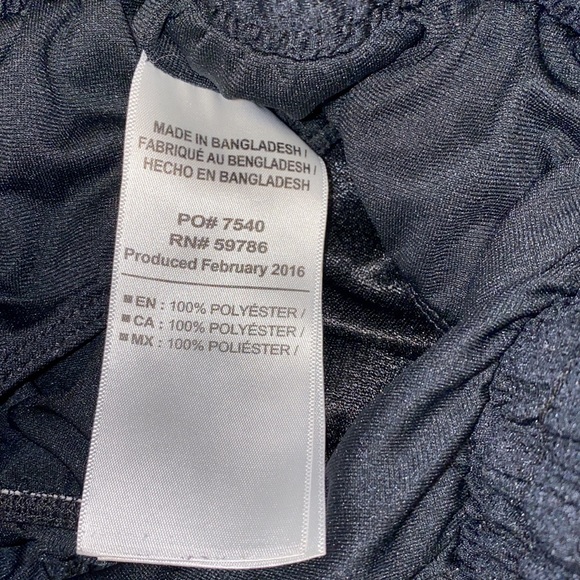 MADE IN BANGLADESH /
FABRIQUÉ AU BENGLADESH /
HECHO EN BANGLADESH
PO# 7540
RN# 59786
Produced February 2016
EN : 100% POLYÉSTER /
CA : 100% POLYÉSTER /
MX : 100% POLIÉSTER /